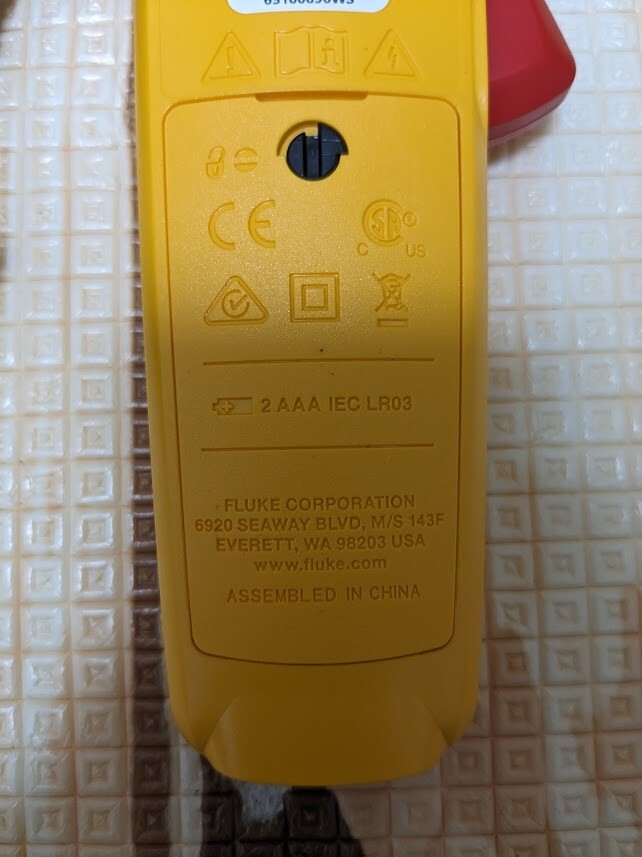 CE
SA ®
C US
2 AAA IEC LR03
FLUKE CORPORATION
6920 SEAWAY BLVD, M/S 143F
EVERETT, WA 98203 USA
www.fluke.com
ASSEMBLED IN CHINA